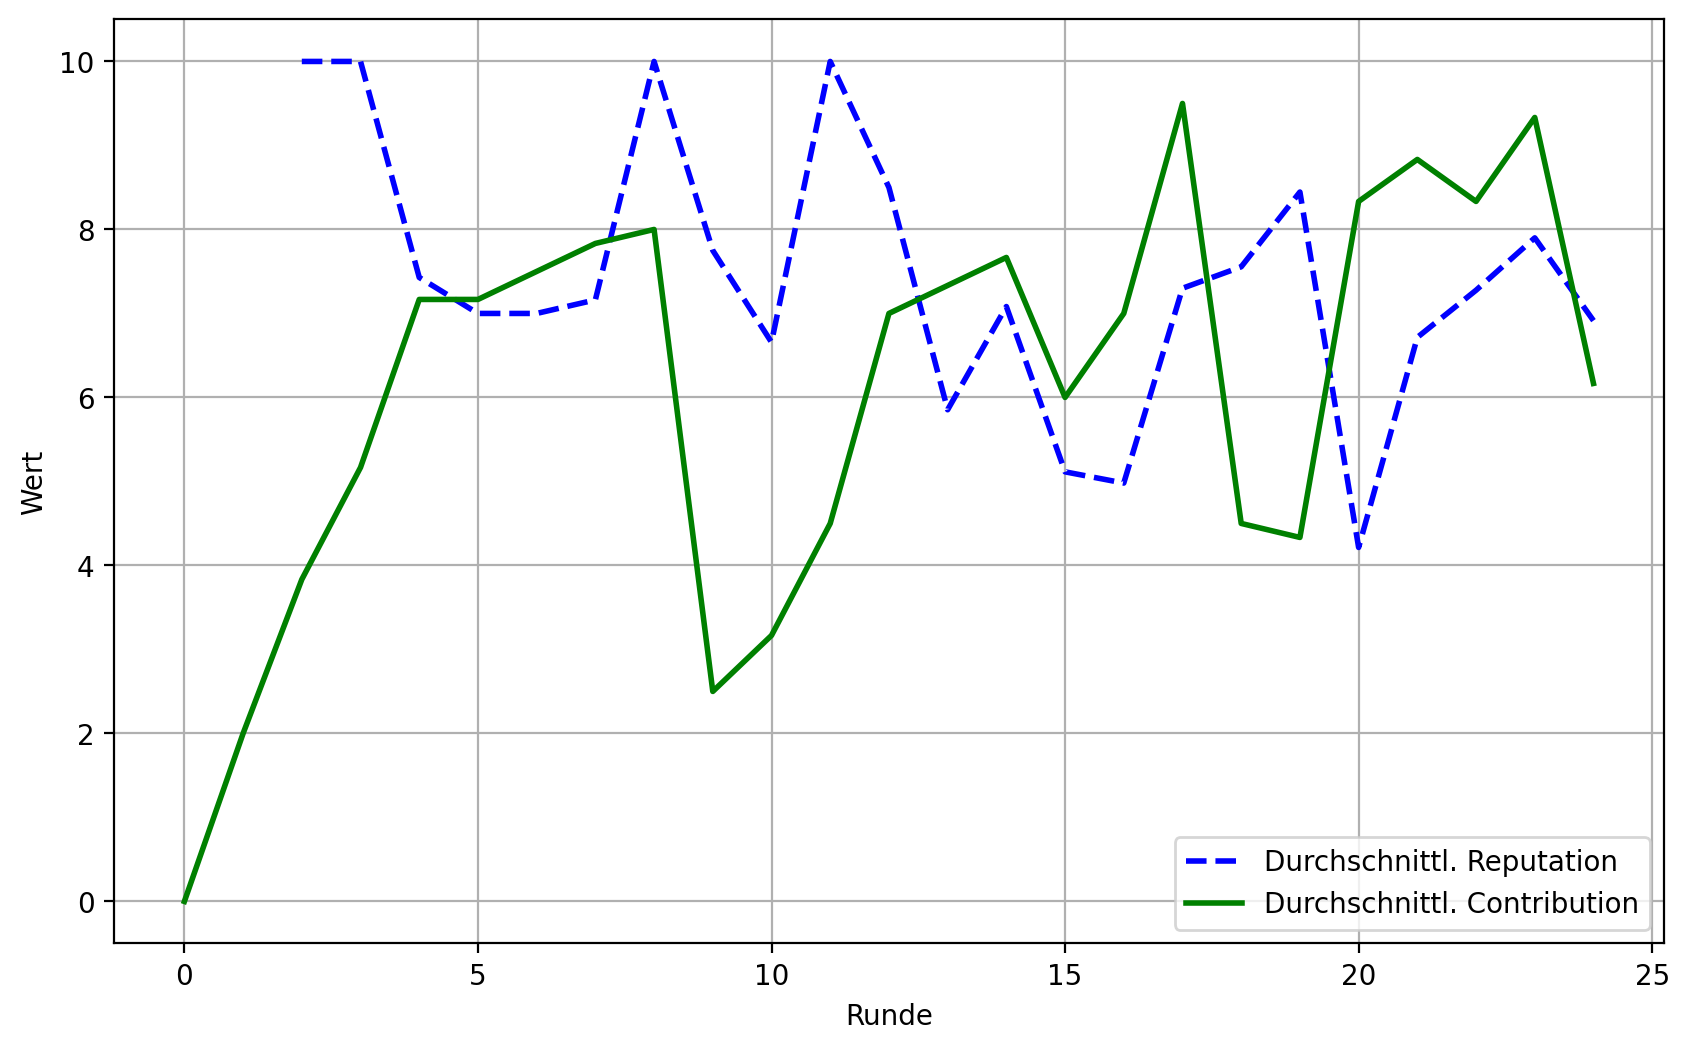 10
8
6
4
2
0
Wert
0 5 10 15 20 25
Runde
Durchschnittl. Reputation
Durchschnittl. Contribution